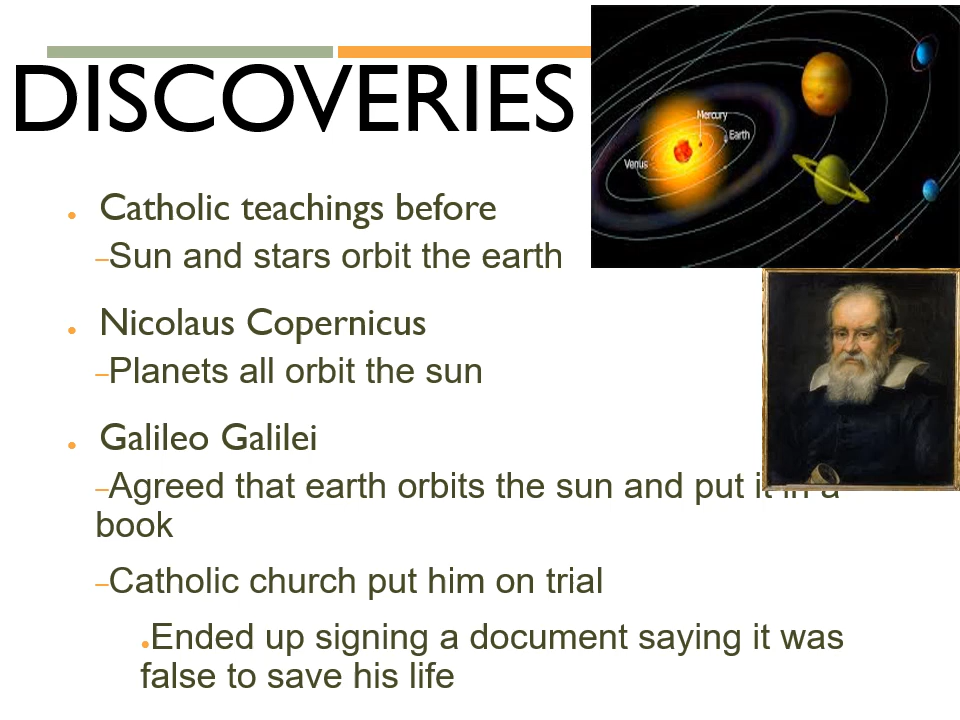 DISCOVERIES
Mercury
Earth
Venus
● Catholic teachings before
–Sun and stars orbit the earth
● Nicolaus Copernicus
–Planets all orbit the sun
● Galileo Galilei
–Agreed that earth orbits the sun and put it in a
book
–Catholic church put him on trial
●Ended up signing a document saying it was
false to save his life